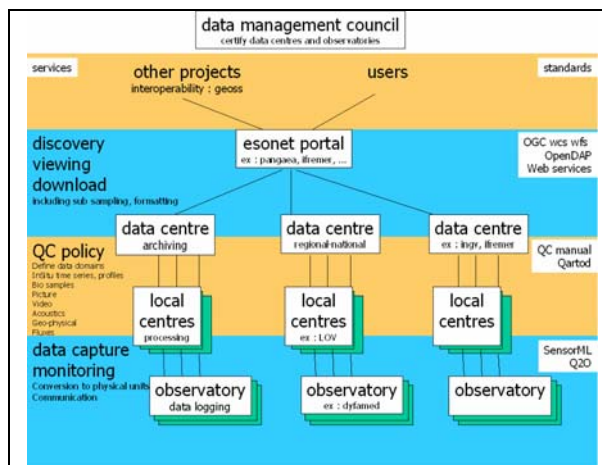 data management council
certify data centres and observatories
services
other projects
interoperability : geoss
users
standards
discovery
viewing
download
including sub sampling, formatting)
esonet portal
ex : pangaea, ifremer, ...
OGC wcs wfs
OpenDAP
Web services
data centre
archiving
data centre
regional-national
data centre
ex : ingv, ifremer
QC policy
Define data domains
InSitu time series, profiles
Bio samples
Picture
Video
Acoustics
Geo-physical
Fluxes
QC manual
Qartod
local
centres
processing
local
centres
ex : LOV
local
centres
data capture
monitoring
Conversion to physical units
Communication
SensorML
Q2O
observatory
data logging
observatory
ex : dyfamed
observatory